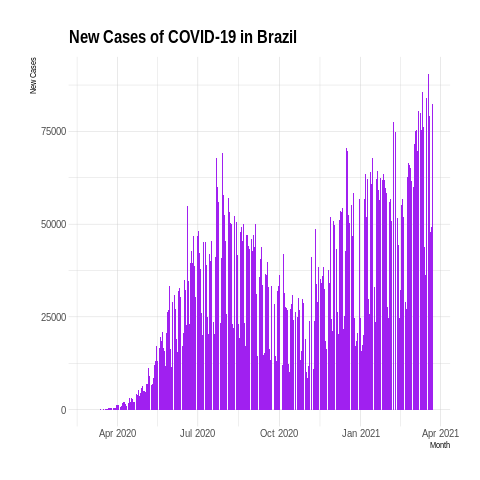 New Cases of COVID-19 in Brazil
New Cases
75000
50000
25000
0
Apr 2020
Jul 2020
Oct 2020
Jan 2021
Apr 2021
Month